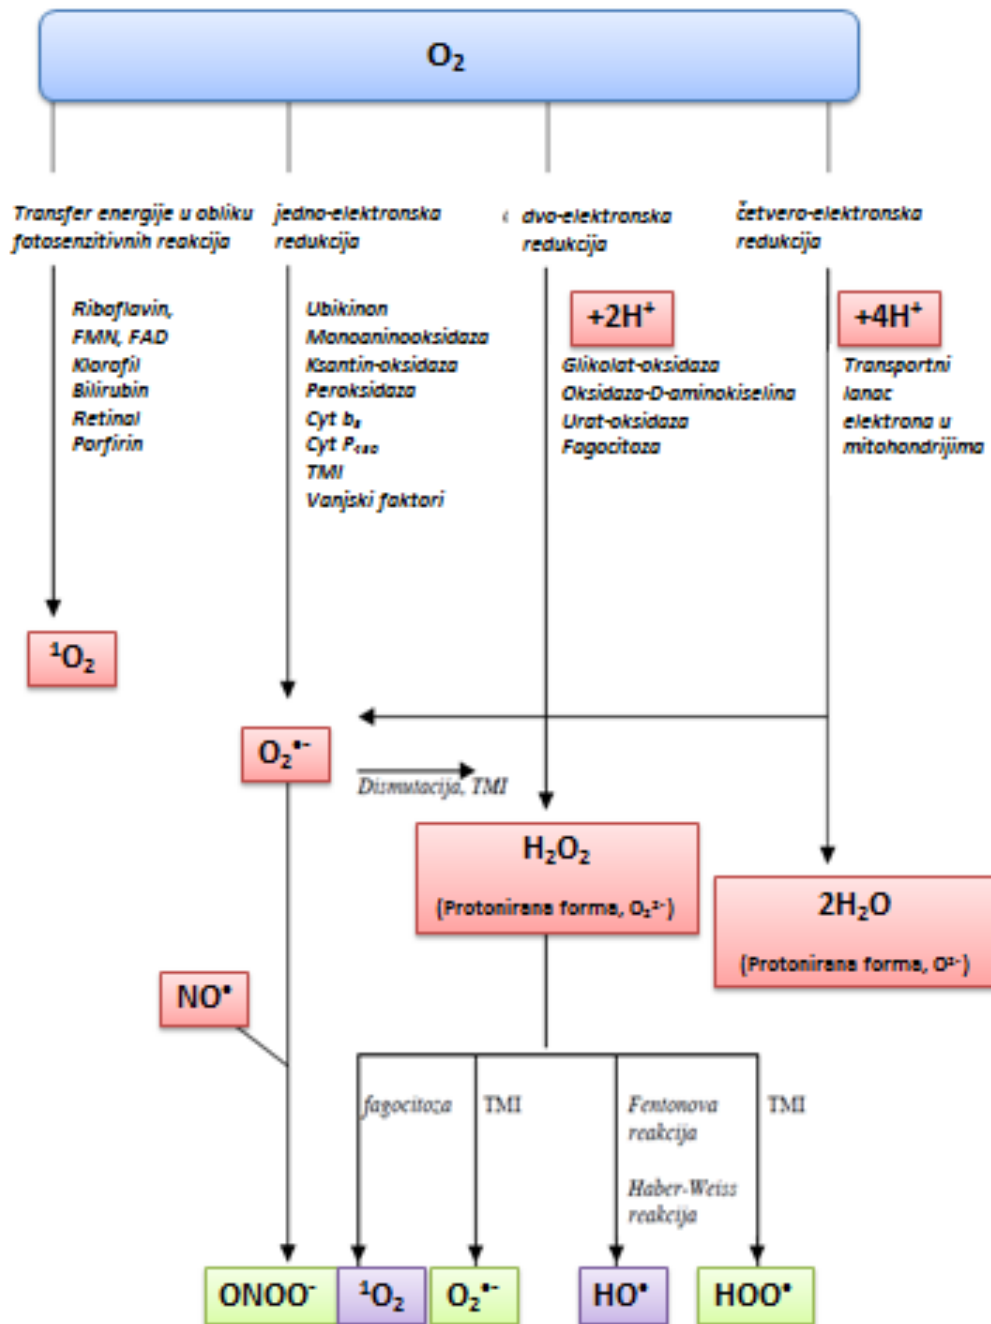 O₂
Transfer energije u obliku
fotosenzitivnih reakcija
jedno-elektronska
redukcija
dvo-elektronska
redukcija
četvero-elektronska
redukcija
Riboflavin,
FMN, FAD
Klorofil
Bilirubin
Retinal
Porfirin
Ubikinon
Monoaninooksidaza
Ksantin-oksidaza
Peroksidaza
Cyt b₅
Cyt P₄₅₀
TMI
Vanjski faktori
+2H⁺
Glikolat-oksidaza
Oksidaza-D-aminokiselina
Urat-oksidaza
Fagocitoza
+4H⁺
Transportni
lanac
elektrona u
mitohondrijima
¹O₂
O₂•⁻
Dismutacija, TMI
H₂O₂
(Protonirana forma, O₂²⁻)
2H₂O
(Protonirana forma, O²⁻)
NO•
fagocitoza
TMI
Fentonova
reakcija
Haber-Weiss
reakcija
TMI
ONOO⁻
¹O₂
O₂•⁻
HO•
HOO•